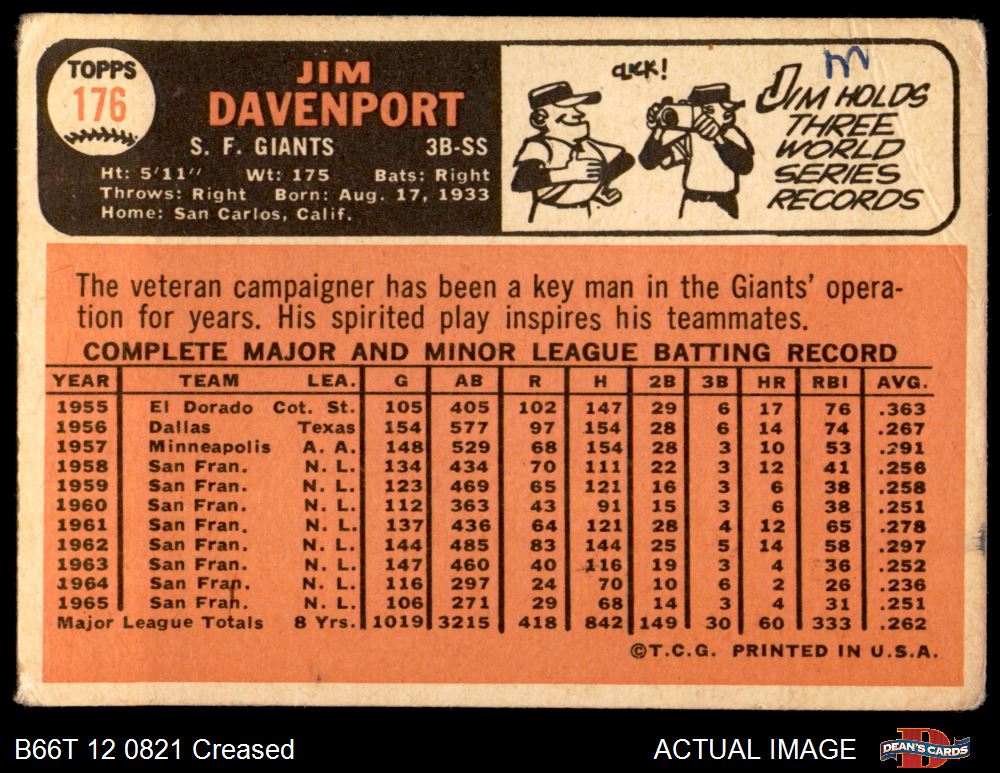 TOPPS
176
JIM
DAVENPORT
S. F. GIANTS 3B-SS
Ht: 5'11" Wt: 175 Bats: Right
Throws: Right Born: Aug. 17, 1933
Home: San Carlos, Calif.
CLICK!
m
JIM HOLDS
THREE
WORLD
SERIES
RECORDS
The veteran campaigner has been a key man in the Giants' opera-
tion for years. His spirited play inspires his teammates.
COMPLETE MAJOR AND MINOR LEAGUE BATTING RECORD
YEAR TEAM LEA. G AB R H 2B 3B HR RBI AVG.
1955 El Dorado Cot. St. 105 405 102 147 29 6 17 76 .363
1956 Dallas Texas 154 577 97 154 28 6 14 74 .267
1957 Minneapolis A. A. 148 529 68 154 28 3 10 53 .291
1958 San Fran. N. L. 134 434 70 111 22 3 12 41 .256
1959 San Fran. N. L. 123 469 65 121 16 3 6 38 .258
1960 San Fran. N. L. 112 363 43 91 15 3 6 38 .251
1961 San Fran. N. L. 137 436 64 121 28 4 12 65 .278
1962 San Fran. N. L. 144 485 83 144 25 5 14 58 .297
1963 San Fran. N. L. 147 460 40 116 19 3 4 36 .252
1964 San Fran. N. L. 116 297 24 70 10 6 2 26 .236
1965 San Fran. N. L. 106 271 29 68 14 3 4 31 .251
Major League Totals 8 Yrs. 1019 3215 418 842 149 30 60 333 .262
©T.C.G. PRINTED IN U.S.A.
B66T 12 0821 Creased
ACTUAL IMAGE
DEAN'S CARDS